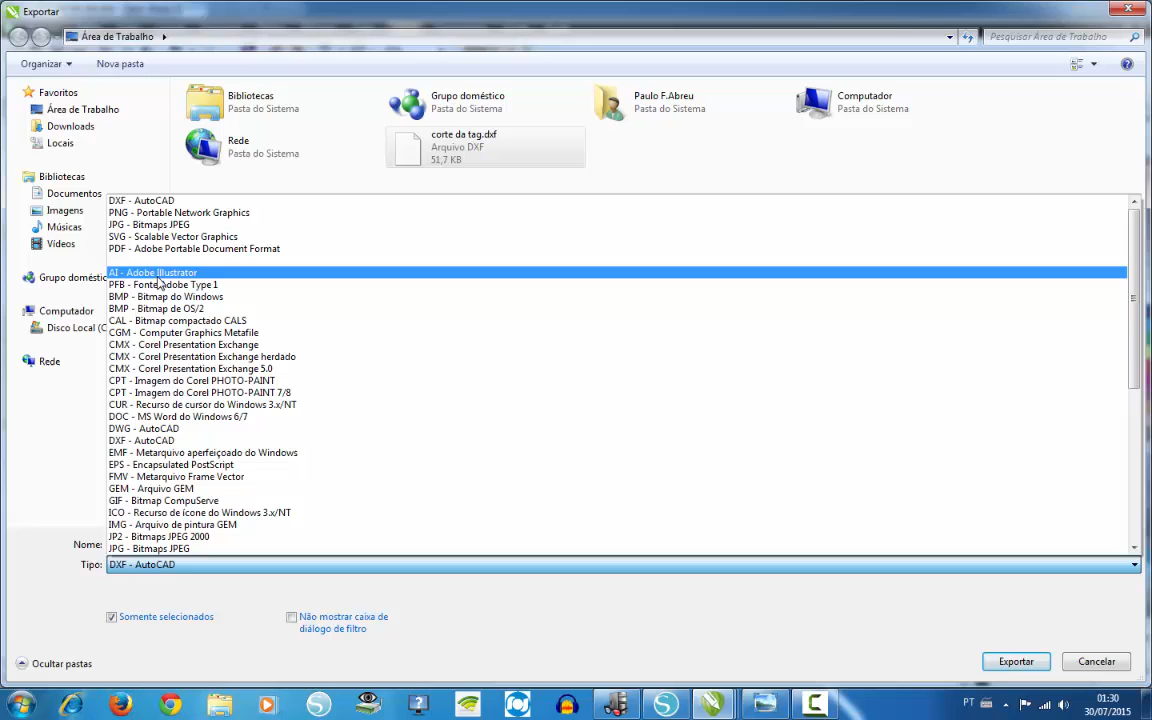 Exportar
Área de Trabalho
Pesquisar Área de Trabalho
Organizar
Nova pasta
Favoritos
Área de Trabalho
Downloads
Locais
Bibliotecas
Documentos
Imagens
Músicas
Vídeos
Grupo doméstic
Computador
Disco Local (C
Rede
Bibliotecas
Pasta do Sistema
Grupo doméstico
Pasta do Sistema
Paulo F.Abreu
Pasta do Sistema
Computador
Pasta do Sistema
Rede
Pasta do Sistema
corte da tag.dxf
Arquivo DXF
51,7 KB
DXF - AutoCAD
PNG - Portable Network Graphics
JPG - Bitmaps JPEG
SVG - Scalable Vector Graphics
PDF - Adobe Portable Document Format
AI - Adobe Illustrator
PFB - Fonte Adobe Type 1
BMP - Bitmap do Windows
BMP - Bitmap de OS/2
CAL - Bitmap compactado CALS
CGM - Computer Graphics Metafile
CMX - Corel Presentation Exchange
CMX - Corel Presentation Exchange herdado
CMX - Corel Presentation Exchange 5.0
CPT - Imagem do Corel PHOTO-PAINT
CPT - Imagem do Corel PHOTO-PAINT 7/8
CUR - Recurso de cursor do Windows 3.x/NT
DOC - MS Word do Windows 6/7
DWG - AutoCAD
DXF - AutoCAD
EMF - Metarquivo aperfeiçoado do Windows
EPS - Encapsulated PostScript
FMV - Metarquivo Frame Vector
GEM - Arquivo GEM
GIF - Bitmap CompuServe
ICO - Recurso de ícone do Windows 3.x/NT
IMG - Arquivo de pintura GEM
JP2 - Bitmaps JPEG 2000
JPG - Bitmaps JPEG
Nome:
Tipo:
DXF - AutoCAD
Somente selecionados
Não mostrar caixa de
diálogo de filtro
Ocultar pastas
Exportar
Cancelar
PT
01:30
30/07/2015